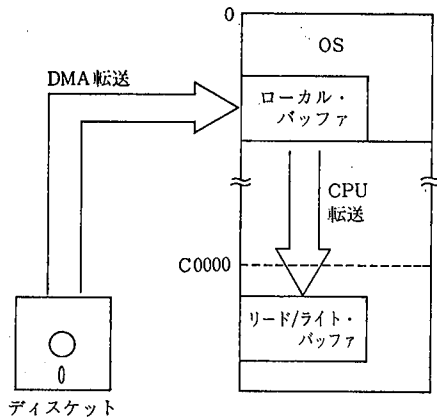 0
OS
DMA転送
ローカル・
バッファ
CPU
転送
C0000
リード/ライト・
バッファ
ディスケット